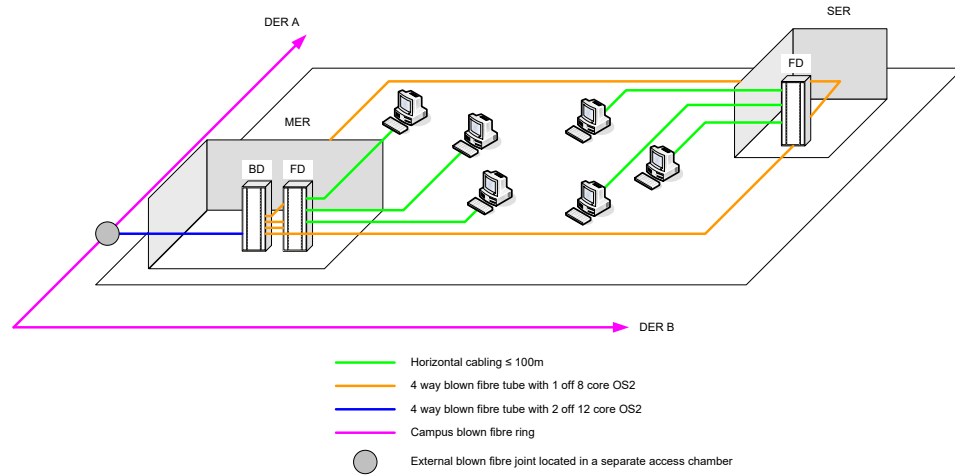 DER A
SER
FD
MER
BD
FD
DER B
Horizontal cabling ≤ 100m
4 way blown fibre tube with 1 off 8 core OS2
4 way blown fibre tube with 2 off 12 core OS2
Campus blown fibre ring
External blown fibre joint located in a separate access chamber